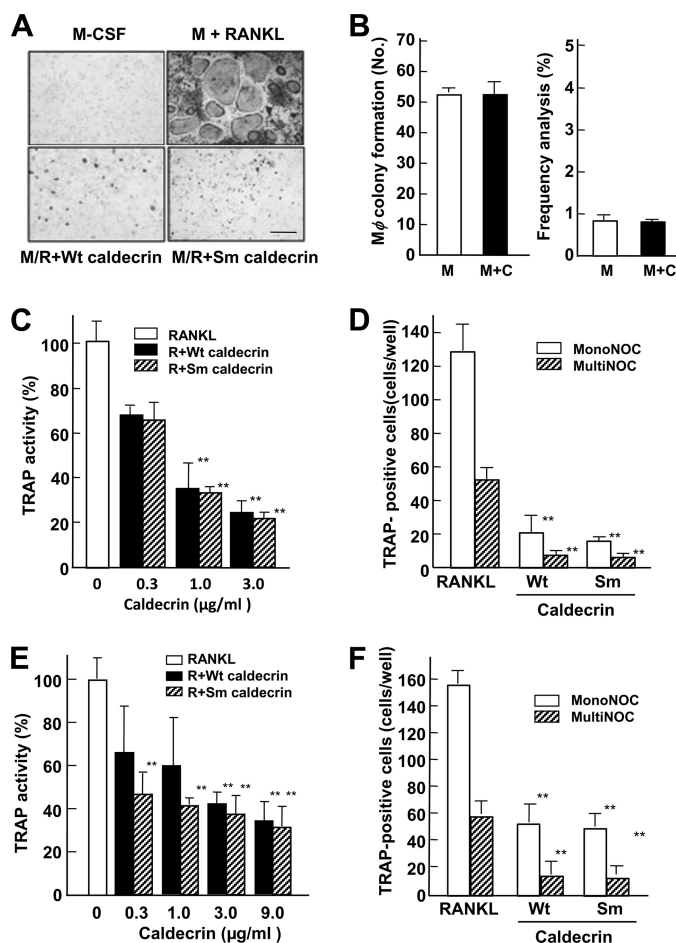 A
M-CSF
M + RANKL
M/R+Wt caldecrin
M/R+Sm caldecrin
B
Mϕ colony formation (No.)
70
60
50
40
30
20
10
0
M
M+C
Frequency analysis (%)
5
4
3
2
1
0
M
M+C
C
TRAP activity (%)
100
80
60
40
20
0
RANKL
R+Wt caldecrin
R+Sm caldecrin
**
**
**
**
0
0.3
1.0
3.0
Caldecrin (µg/ml )
D
TRAP- positive cells(cells/well)
140
120
100
80
60
40
20
0
MonoNOC
MultiNOC
**
**
**
**
RANKL
Wt
Sm
Caldecrin
E
TRAP activity (%)
100
80
60
40
20
0
RANKL
R+Wt caldecrin
R+Sm caldecrin
**
**
**
**
**
**
0
0.3
1.0
3.0
9.0
Caldecrin (µg/ml)
F
TRAP-positive cells (cells/well)
160
140
120
100
80
60
40
20
0
MonoNOC
MultiNOC
**
**
**
**
RANKL
Wt
Sm
Caldecrin